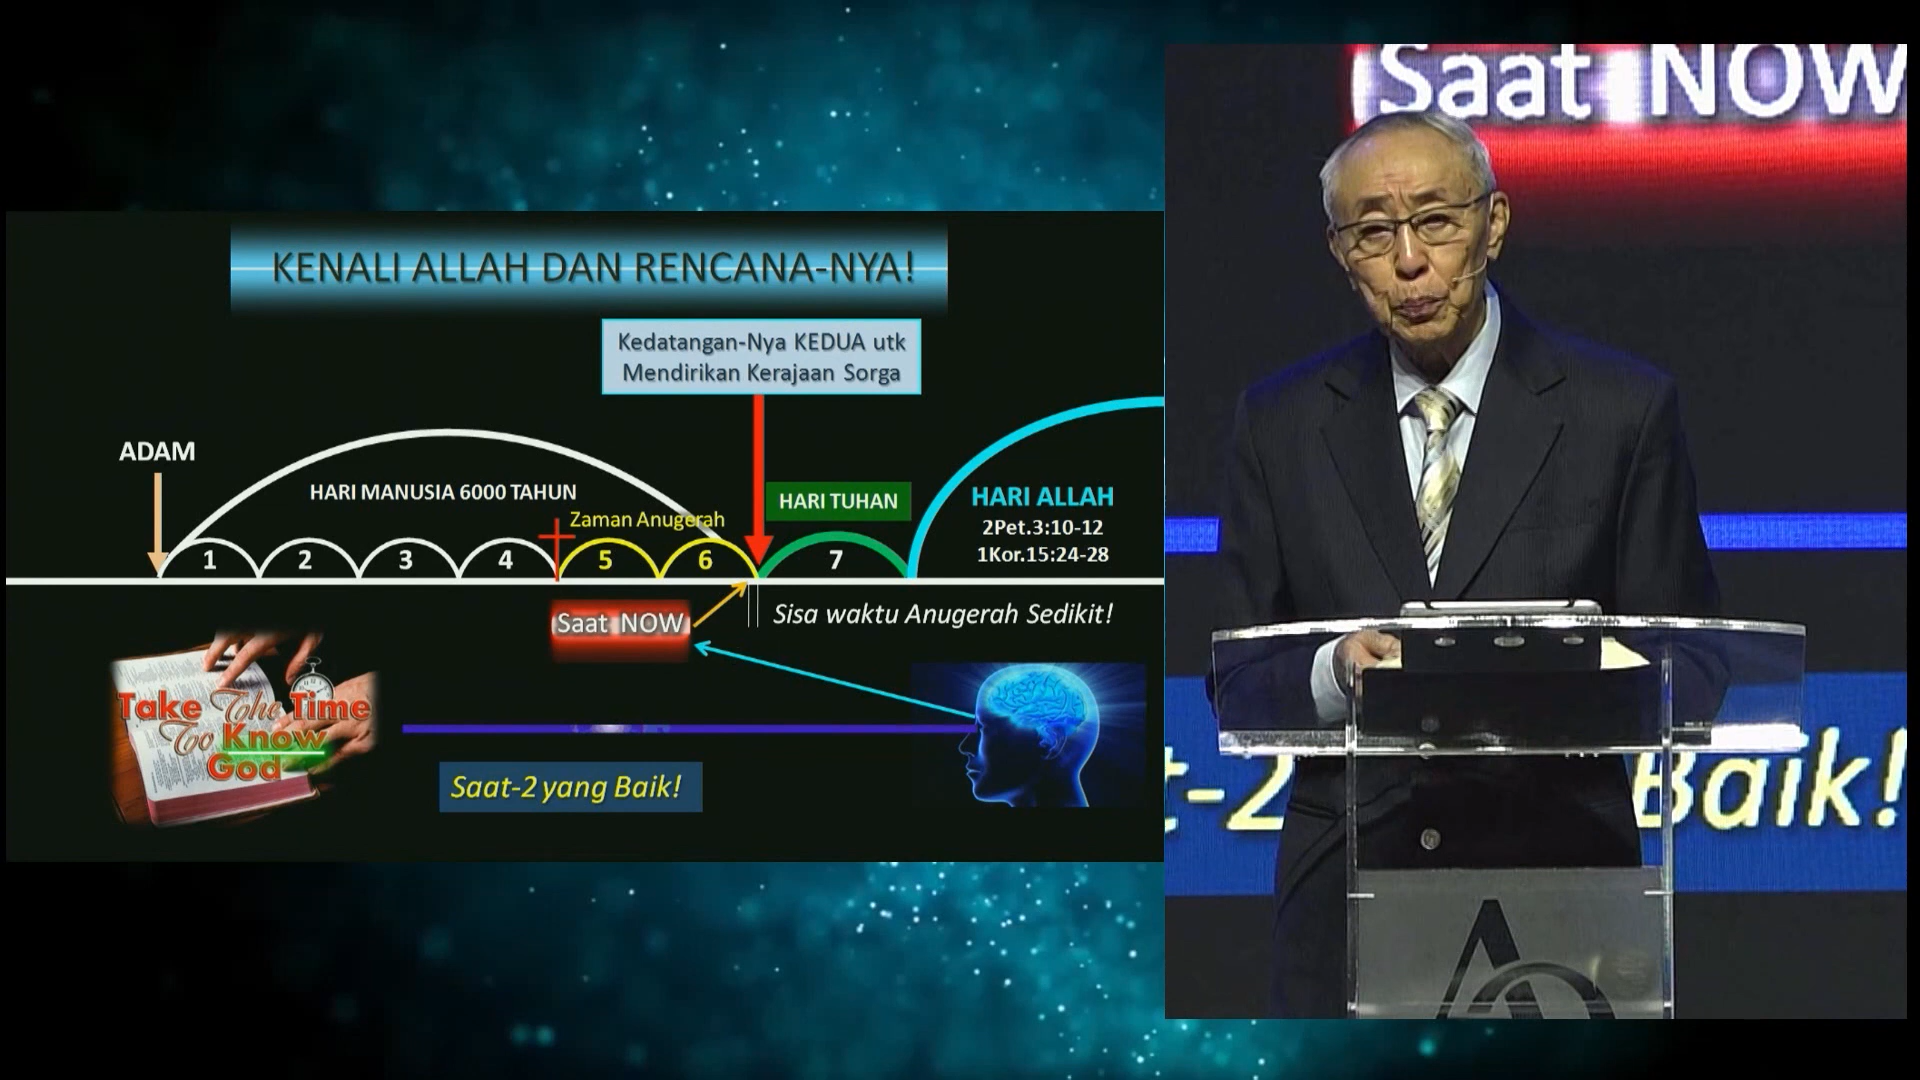 KENALI ALLAH DAN RENCANA-NYA!
Kedatangan-Nya KEDUA utk
Mendirikan Kerajaan Sorga
ADAM
HARI MANUSIA 6000 TAHUN
Zaman Anugerah
HARI TUHAN
HARI ALLAH
2Pet.3:10-12
1Kor.15:24-28
1 2 3 4 5 6 7
Saat NOW
Sisa waktu Anugerah Sedikit!
Take The Time
To Know
God
Saat-2 yang Baik!
Saat NOW
t-2 Baik!